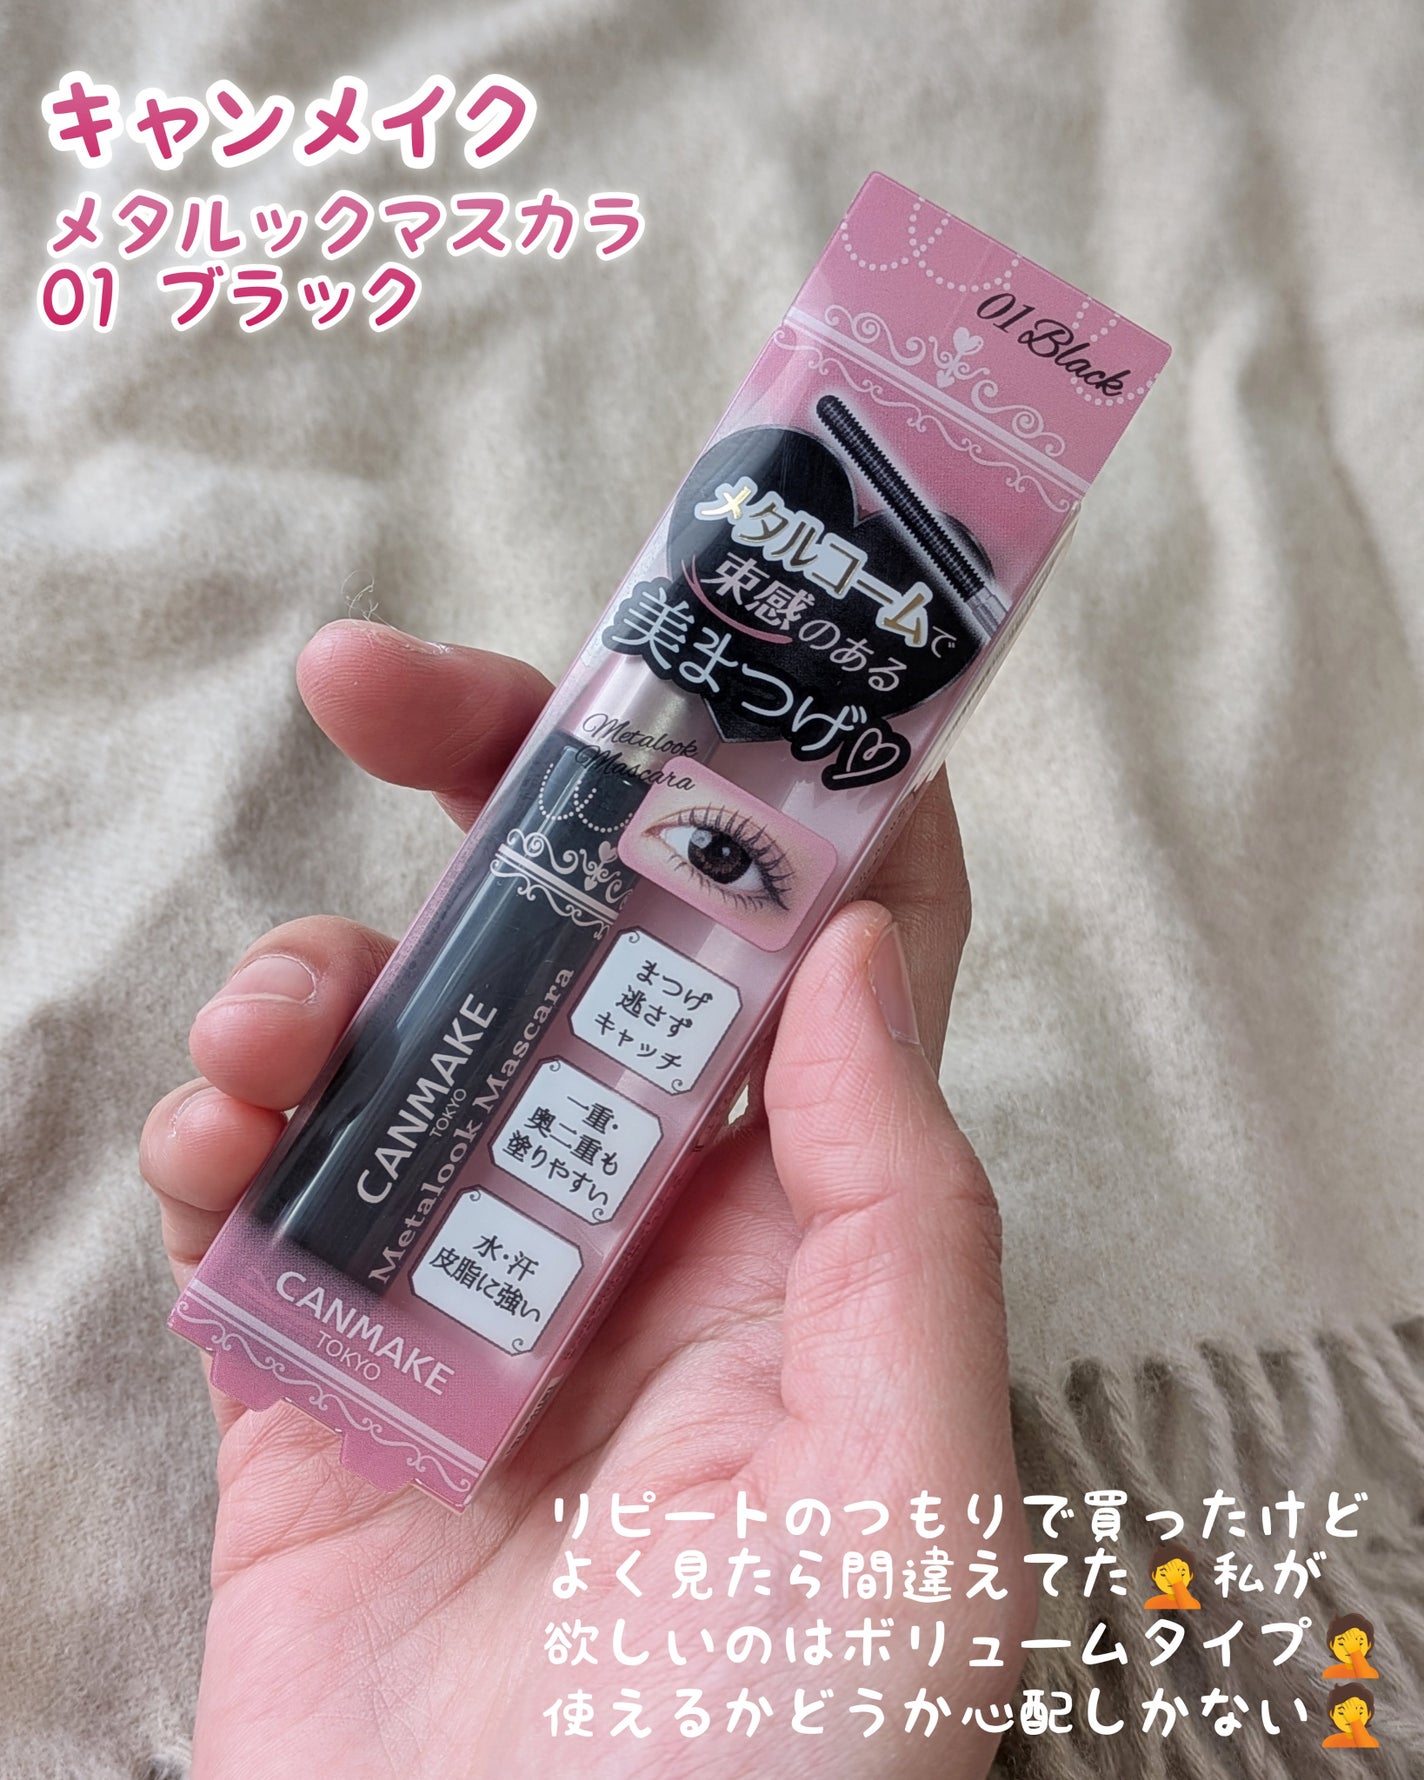 キャンメイク
メタルックマスカラ
01 ブラック
01 Black
メタルコームで
束感のある
美まつげ♡
Metalook
Mascara
まつげ
逃さず
キャッチ
一重・
奥二重も
塗りやすい
水・汗
皮脂に強い
CANMAKE
TOKYO
Metalook Mascara
CANMAKE
TOKYO
リピートのつもりで買ったけど
よく見たら間違えてた🤦私が
欲しいのはボリュームタイプ🤦
使えるかどうか心配しかない🤦